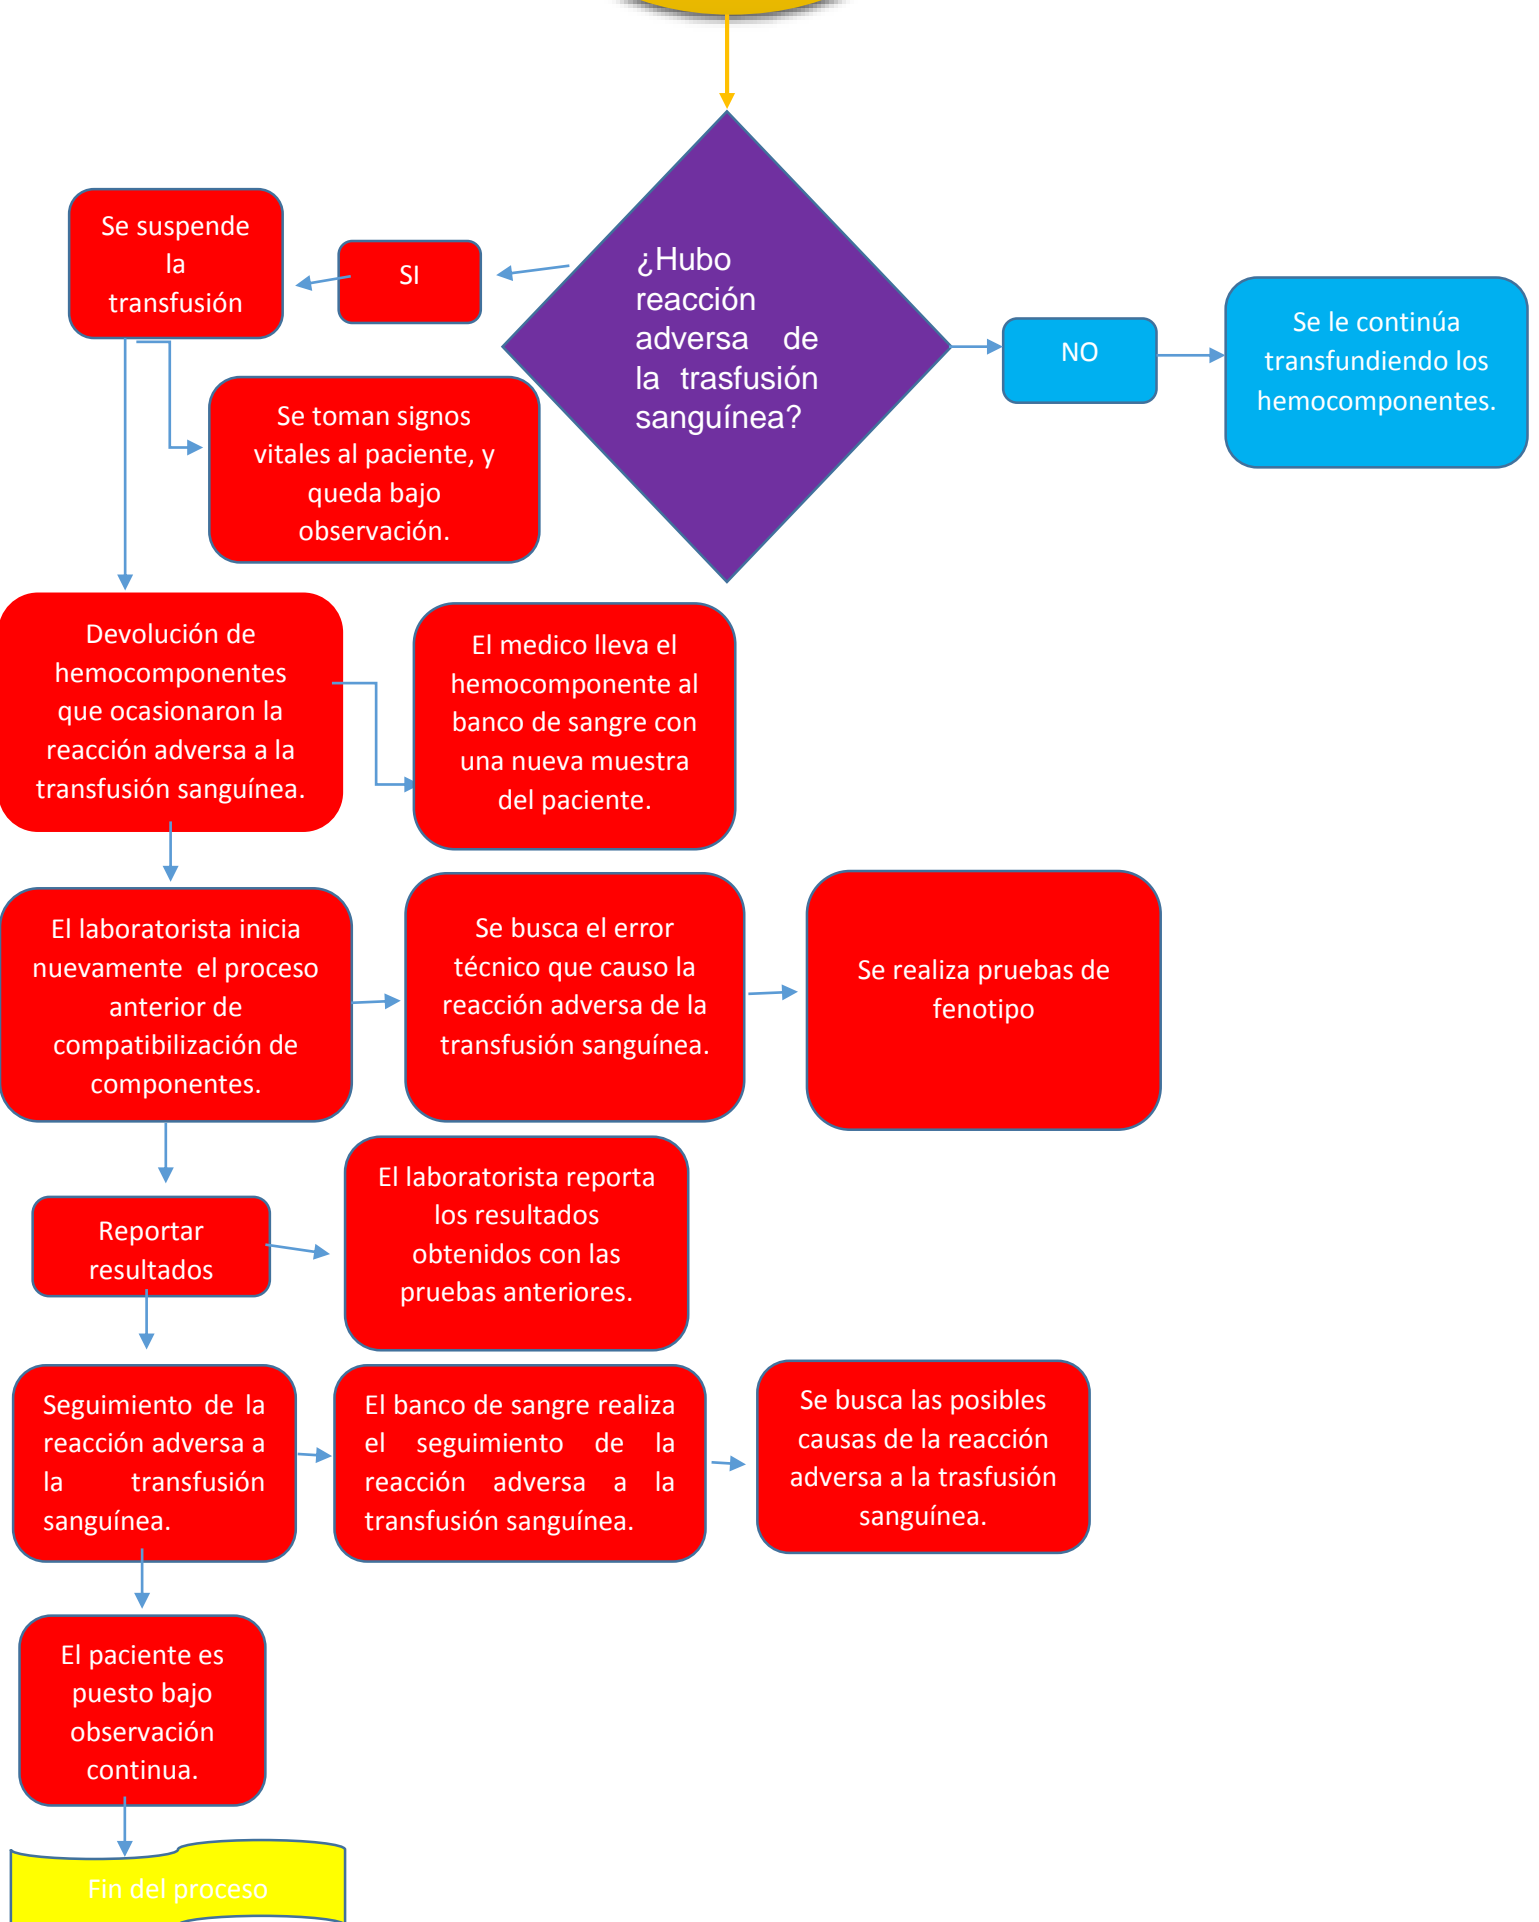 ¿Hubo
reacción
adversa de
la trasfusión
sanguínea?
SI
Se suspende
la
transfusión
NO
Se le continúa
transfundiendo los
hemocomponentes.
Se toman signos
vitales al paciente, y
queda bajo
observación.
Devolución de
hemocomponentes
que ocasionaron la
reacción adversa a la
transfusión sanguínea.
El medico lleva el
hemocomponente al
banco de sangre con
una nueva muestra
del paciente.
El laboratorista inicia
nuevamente el proceso
anterior de
compatibilización de
componentes.
Se busca el error
técnico que causo la
reacción adversa de la
transfusión sanguínea.
Se realiza pruebas de
fenotipo
Reportar
resultados
El laboratorista reporta
los resultados
obtenidos con las
pruebas anteriores.
Seguimiento de la
reacción adversa a
la transfusión
sanguínea.
El banco de sangre realiza
el seguimiento de la
reacción adversa a la
transfusión sanguínea.
Se busca las posibles
causas de la reacción
adversa a la trasfusión
sanguínea.
El paciente es
puesto bajo
observación
continua.
Fin del proceso